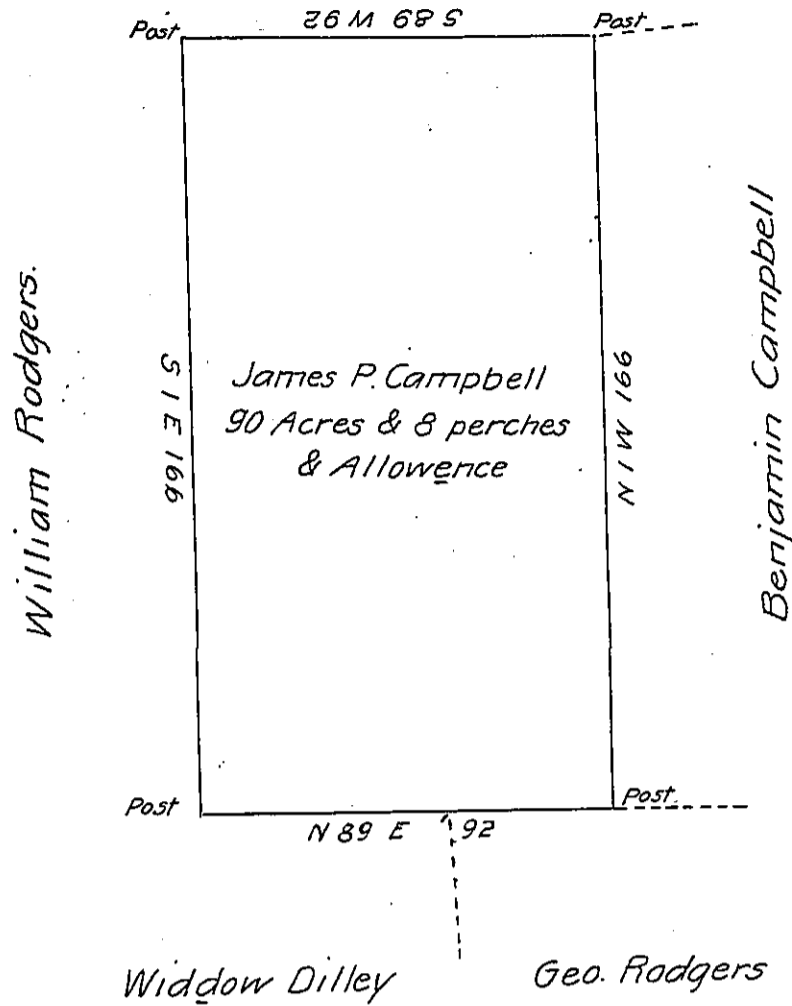 Post
S 89 W 92
Post
William Rodgers.
S 1 E 166
James P. Campbell
90 Acres & 8 perches
& Allowence
N 1 W 166
Benjamin Campbell
Post
N 89 E 92
Post.
Widdow Dilley
Geo. Rodgers